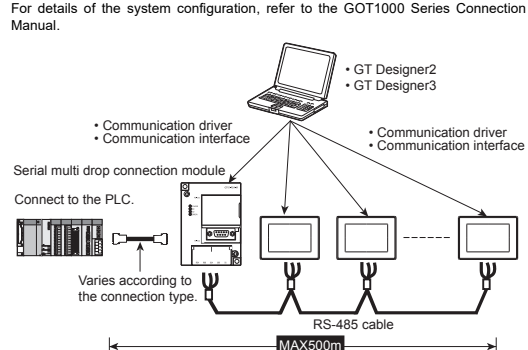 For details of the system configuration, refer to the GOT1000 Series Connection
Manual.
• GT Designer2
• GT Designer3
• Communication driver
• Communication interface
• Communication driver
• Communication interface
Serial multi drop connection module
Connect to the PLC.
Varies according to
the connection type.
RS-485 cable
MAX500m